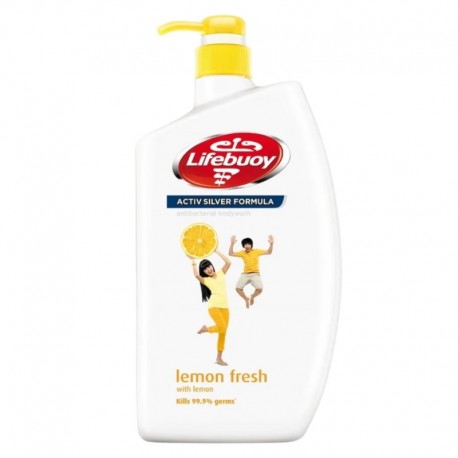 Lifebuoy
ACTIV SILVER FORMULA
antibacterial bodywash
lemon fresh
with lemon
Kills 99.9% germs*